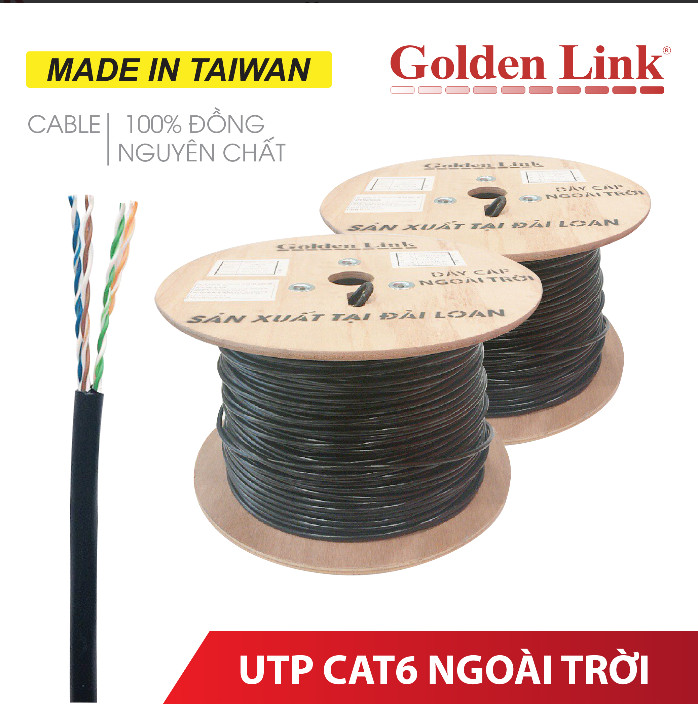 MADE IN TAIWAN
Golden Link®
CABLE
100% ĐỒNG
NGUYÊN CHẤT
Golden Link
DÂY CÁP
NGOÀI TRỜI
SẢN XUẤT TẠI ĐÀI LOAN
Golden Link
DÂY CÁP
NGOÀI TRỜI
SẢN XUẤT TẠI ĐÀI LOAN
UTP CAT6 NGOÀI TRỜI